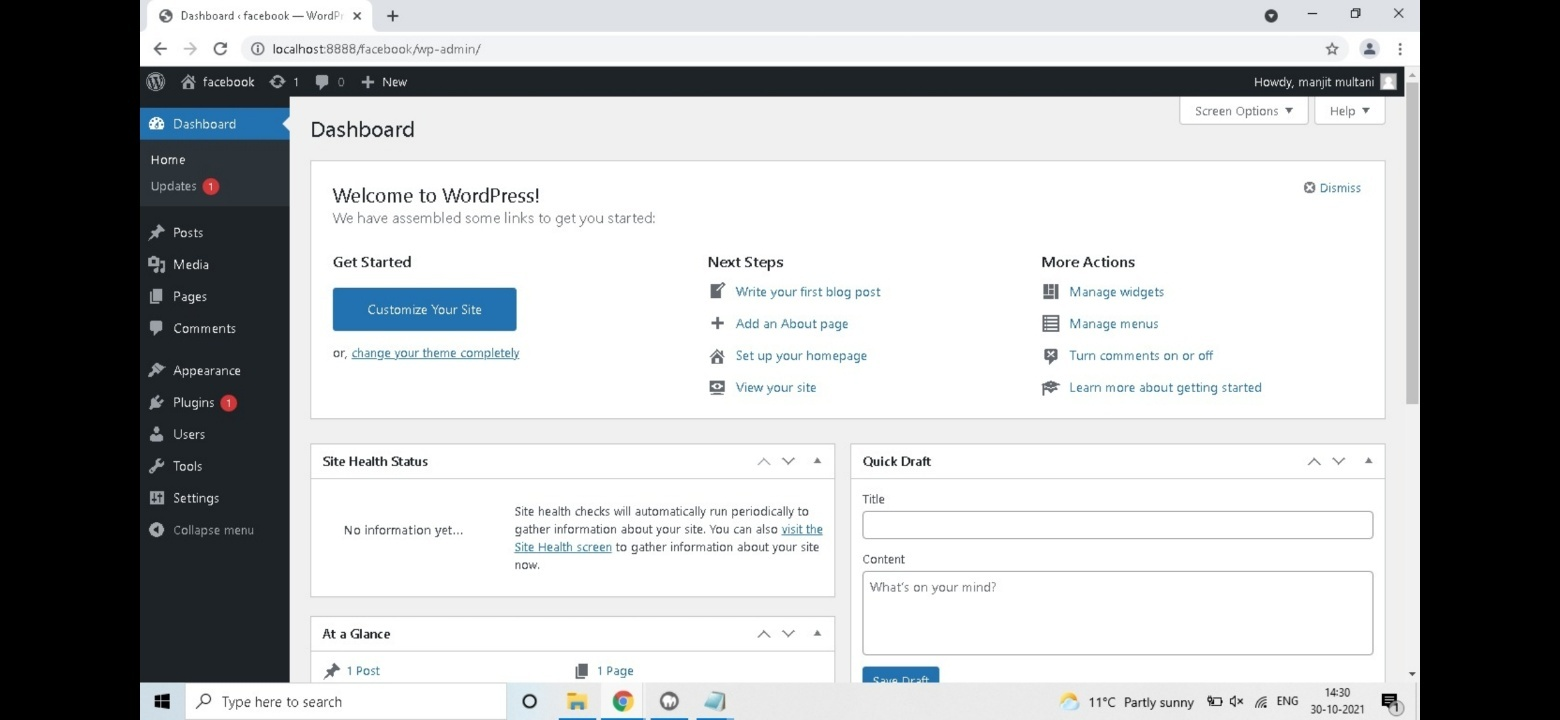 Dashboard ‹ facebook — WordPr
localhost:8888/facebook/wp-admin/
facebook 1 0 New Howdy, manjit multani
Screen Options Help
Dashboard
Home
Updates 1
Posts
Media
Pages
Comments
Appearance
Plugins 1
Users
Tools
Settings
Collapse menu
Dashboard
Welcome to WordPress!
Dismiss
We have assembled some links to get you started:
Get Started
Customize Your Site
or, change your theme completely
Next Steps
Write your first blog post
Add an About page
Set up your homepage
View your site
More Actions
Manage widgets
Manage menus
Turn comments on or off
Learn more about getting started
Site Health Status
No information yet...
Site health checks will automatically run periodically to
gather information about your site. You can also visit the
Site Health screen to gather information about your site
now.
At a Glance
1 Post 1 Page
Quick Draft
Title
Content
What's on your mind?
Save Draft
Type here to search
11°C Partly sunny ENG
14:30
30-10-2021
1